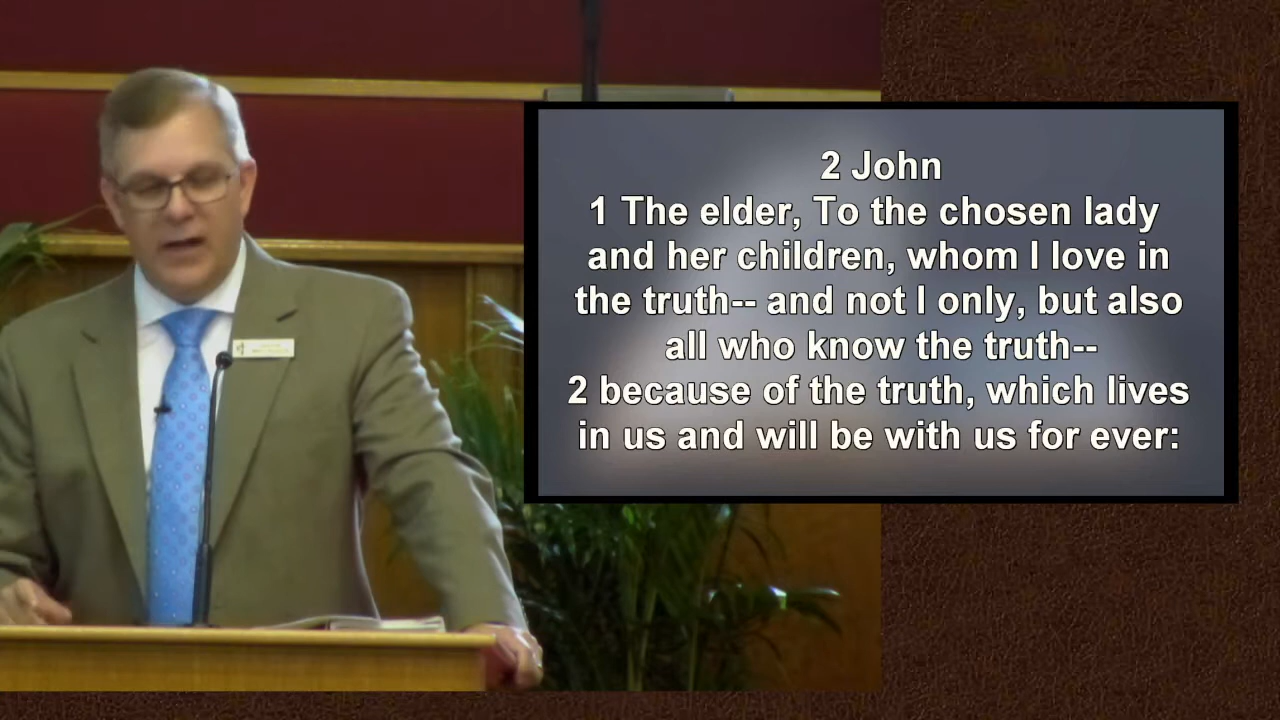 2 John
1 The elder, To the chosen lady
and her children, whom I love in
the truth-- and not I only, but also
all who know the truth--
2 because of the truth, which lives
in us and will be with us for ever: